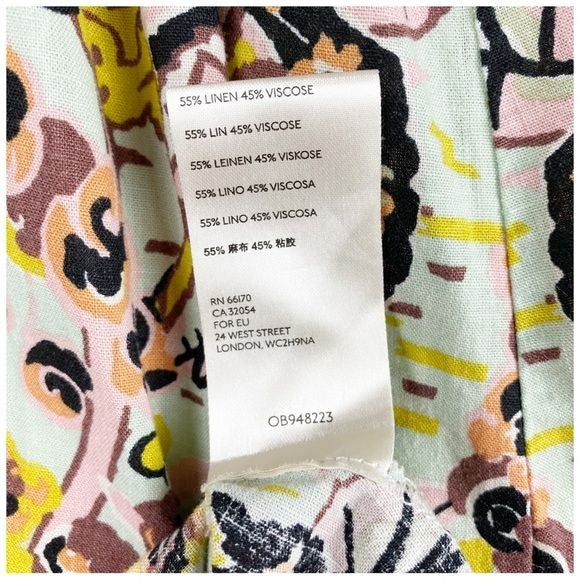 55% LINEN 45% VISCOSE
55% LIN 45% VISCOSE
55% LEINEN 45% VISKOSE
55% LINO 45% VISCOSA
55% LINO 45% VISCOSA
55% 麻布 45% 粘胶
RN 66170
CA 32054
FOR EU
24 WEST STREET
LONDON, WC2H9NA
OB948223